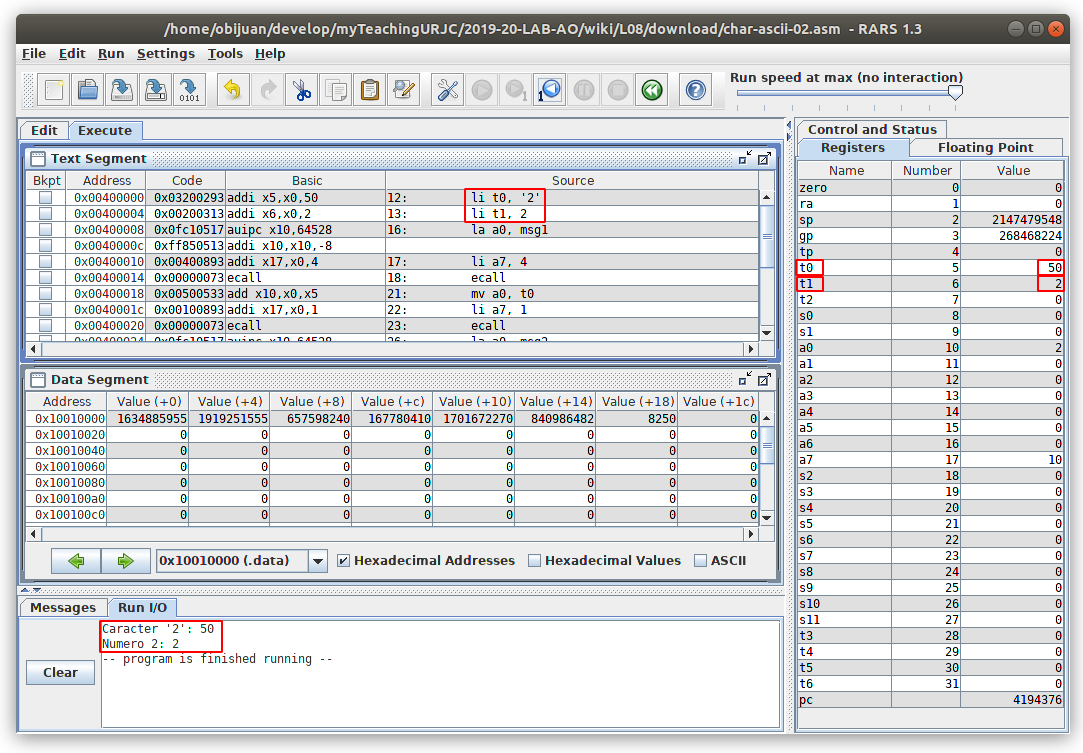 /home/obijuan/develop/myTeachingURJC/2019-20-LAB-AO/wiki/L08/download/char-ascii-02.asm - RARS 1.3
File Edit Run Settings Tools Help
Run speed at max (no interaction)
0101
1
1
Edit Execute
Text Segment
Bkpt Address Code Basic Source
0x00400000 0x03200293 addi x5,x0,50 12: li t0, '2'
0x00400004 0x00200313 addi x6,x0,2 13: li t1, 2
0x00400008 0x0fc10517 auipc x10,64528 16: la a0, msg1
0x0040000c 0xff850513 addi x10,x10,-8
0x00400010 0x00400893 addi x17,x0,4 17: li a7, 4
0x00400014 0x00000073 ecall 18: ecall
0x00400018 0x00500533 add x10,x0,x5 21: mv a0, t0
0x0040001c 0x00100893 addi x17,x0,1 22: li a7, 1
0x00400020 0x00000073 ecall 23: ecall
0x00400024 0x0fc10517 auipc x10,64528 26: la a0, msg2
Data Segment
Address Value (+0) Value (+4) Value (+8) Value (+c) Value (+10) Value (+14) Value (+18) Value (+1c)
0x10010000 1634885955 1919251555 657598240 167780410 1701672270 840986482 8250 0
0x10010020 0 0 0 0 0 0 0 0
0x10010040 0 0 0 0 0 0 0 0
0x10010060 0 0 0 0 0 0 0 0
0x10010080 0 0 0 0 0 0 0 0
0x100100a0 0 0 0 0 0 0 0 0
0x100100c0 0 0 0 0 0 0 0 0
0x10010000 (.data) Hexadecimal Addresses Hexadecimal Values ASCII
Messages Run I/O
Caracter '2': 50
Numero 2: 2
-- program is finished running --
Clear
Control and Status
Registers Floating Point
Name Number Value
zero 0 0
ra 1 0
sp 2 2147479548
gp 3 268468224
tp 4 0
t0 5 50
t1 6 2
t2 7 0
s0 8 0
s1 9 0
a0 10 2
a1 11 0
a2 12 0
a3 13 0
a4 14 0
a5 15 0
a6 16 0
a7 17 10
s2 18 0
s3 19 0
s4 20 0
s5 21 0
s6 22 0
s7 23 0
s8 24 0
s9 25 0
s10 26 0
s11 27 0
t3 28 0
t4 29 0
t5 30 0
t6 31 0
pc 4194376